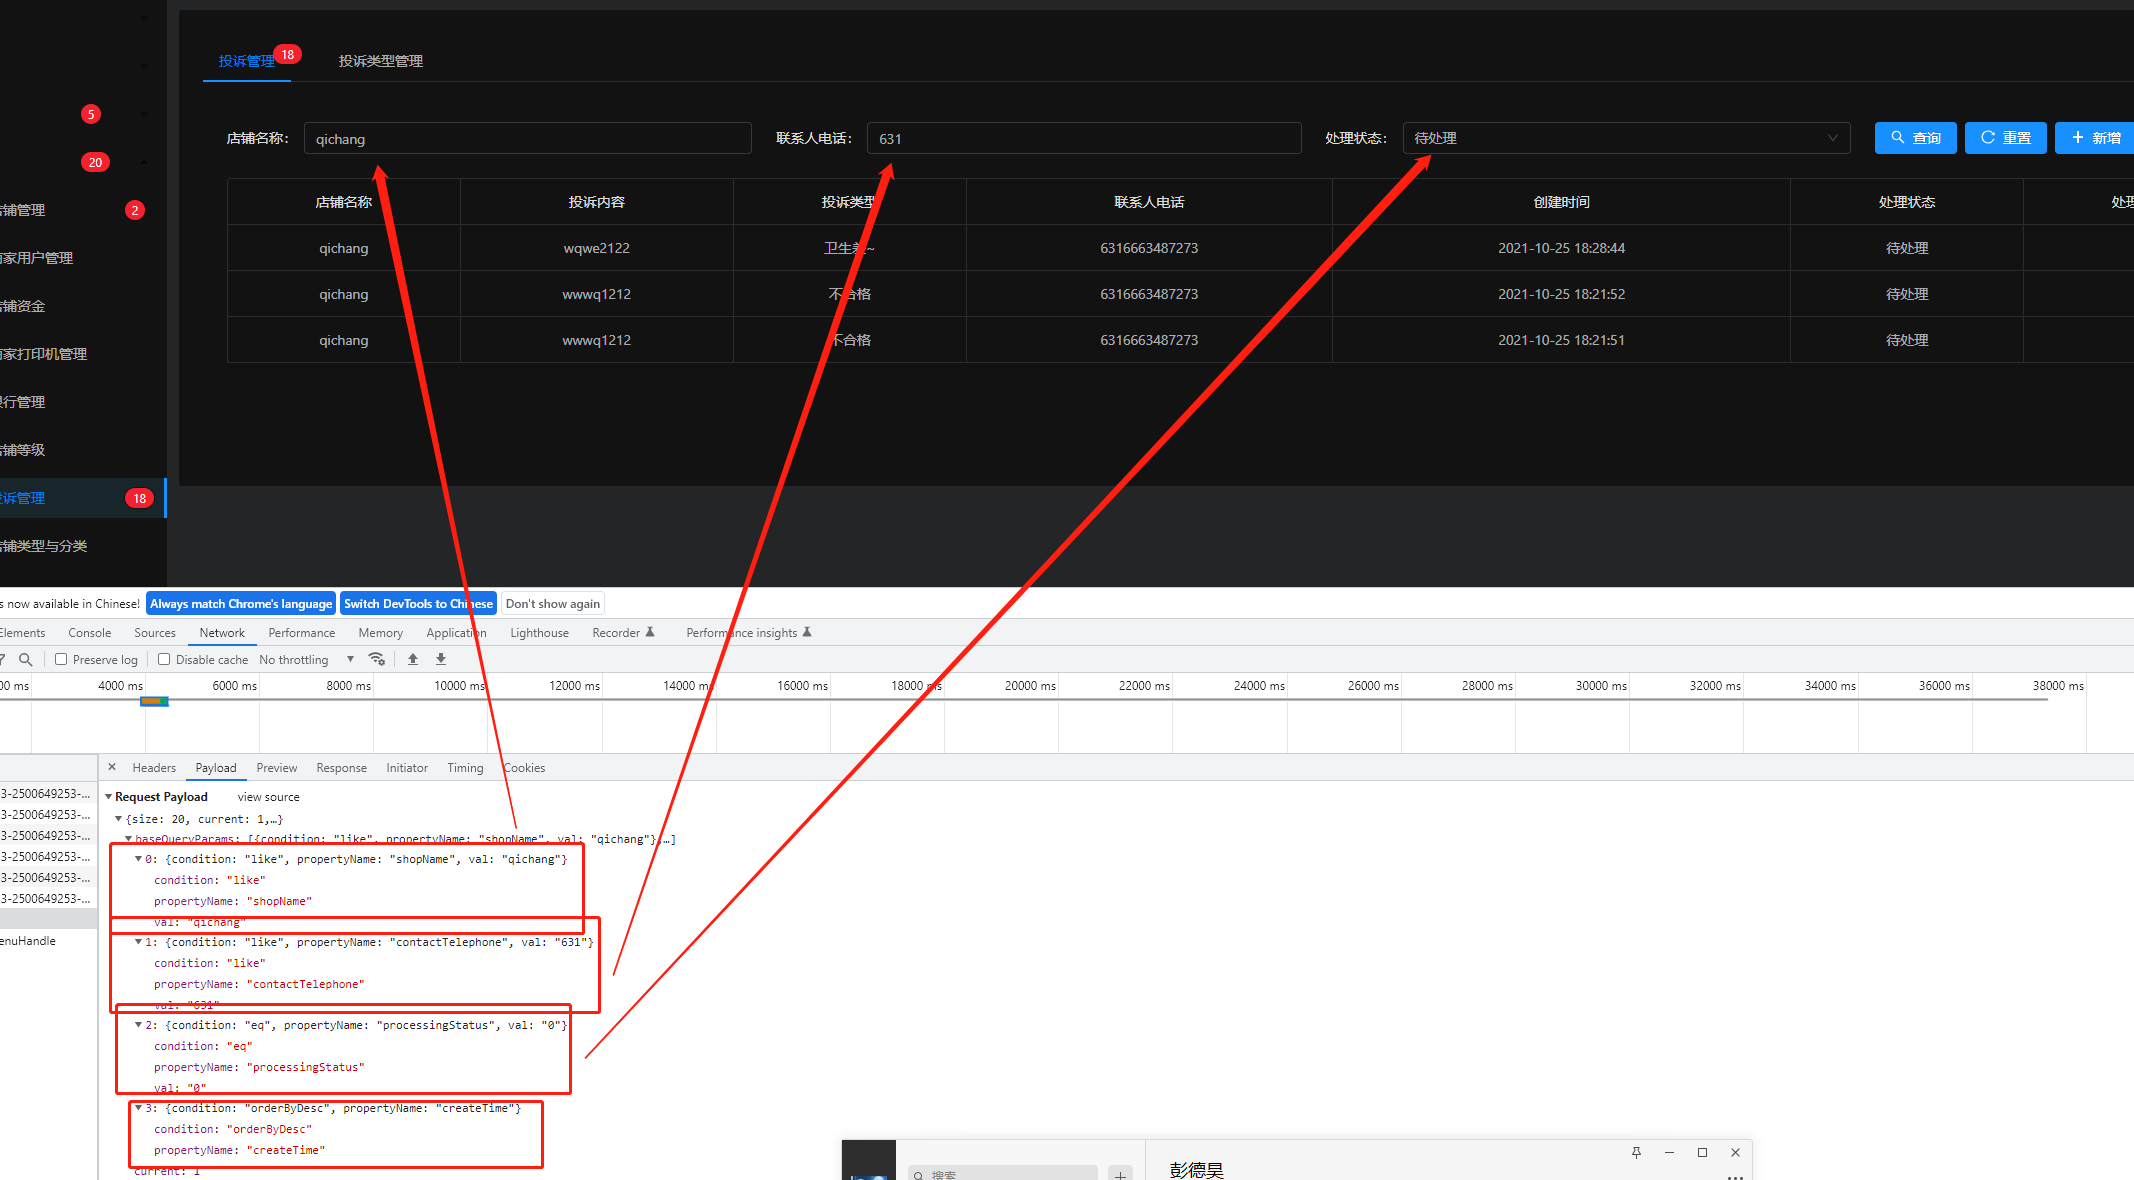 投诉管理 18 投诉类型管理
5
20
铺管理 2
家用户管理
铺资金
家打印机管理
行管理
铺等级
诉管理 18
铺类型与分类
店铺名称: qichang 联系人电话: 631 处理状态: 待处理 查询 重置 新增
店铺名称 投诉内容 投诉类型 联系人电话 创建时间 处理状态 处理
qichang wqwe2122 卫生差~ 6316663487273 2021-10-25 18:28:44 待处理
qichang wwwq1212 不合格 6316663487273 2021-10-25 18:21:52 待处理
qichang wwwq1212 不合格 6316663487273 2021-10-25 18:21:51 待处理
s now available in Chinese! Always match Chrome's language Switch DevTools to Chinese Don't show again
Elements Console Sources Network Performance Memory Application Lighthouse Recorder Performance insights
Preserve log Disable cache No throttling
00 ms 4000 ms 6000 ms 8000 ms 10000 ms 12000 ms 14000 ms 16000 ms 18000 ms 20000 ms 22000 ms 24000 ms 26000 ms 28000 ms 30000 ms 32000 ms 34000 ms 36000 ms 38000 ms
× Headers Payload Preview Response Initiator Timing Cookies
3-2500649253-...
3-2500649253-...
3-2500649253-...
3-2500649253-...
3-2500649253-...
3-2500649253-...
enuHandle
Request Payload view source
{size: 20, current: 1,…}
baseQueryParams: [{condition: "like", propertyName: "shopName", val: "qichang"},…]
0: {condition: "like", propertyName: "shopName", val: "qichang"}
condition: "like"
propertyName: "shopName"
val: "qichang"
1: {condition: "like", propertyName: "contactTelephone", val: "631"}
condition: "like"
propertyName: "contactTelephone"
val: "631"
2: {condition: "eq", propertyName: "processingStatus", val: "0"}
condition: "eq"
propertyName: "processingStatus"
val: "0"
3: {condition: "orderByDesc", propertyName: "createTime"}
condition: "orderByDesc"
propertyName: "createTime"
current: 1
搜索
彭德昊